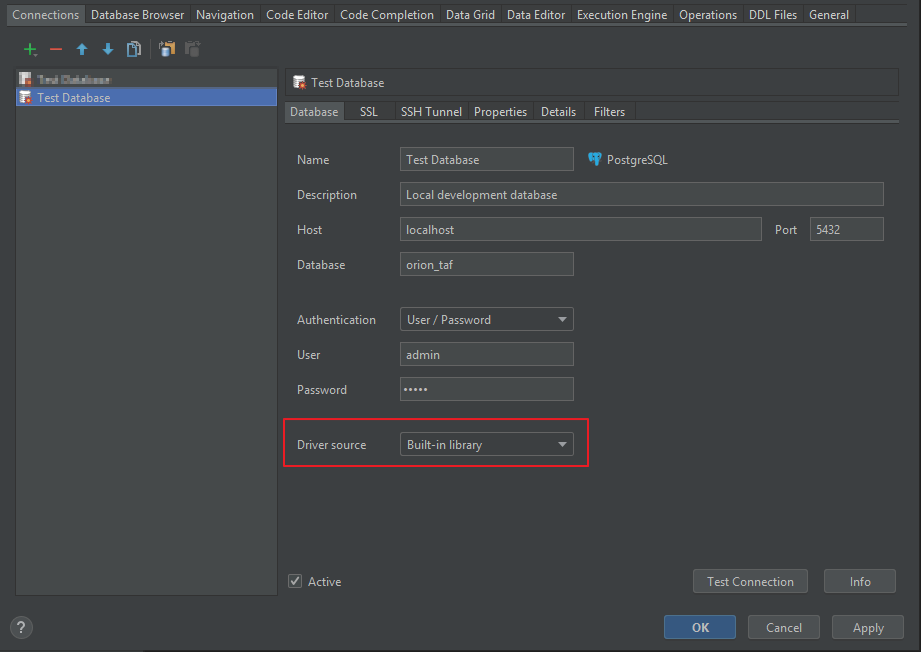 Connections Database Browser Navigation Code Editor Code Completion Data Grid Data Editor Execution Engine Operations DDL Files General
Test Database
Test Database
Database SSL SSH Tunnel Properties Details Filters
Name Test Database PostgreSQL
Description Local development database
Host localhost Port 5432
Database orion_taf
Authentication User / Password
User admin
Password •••••
Driver source Built-in library
Active Test Connection Info
? OK Cancel Apply